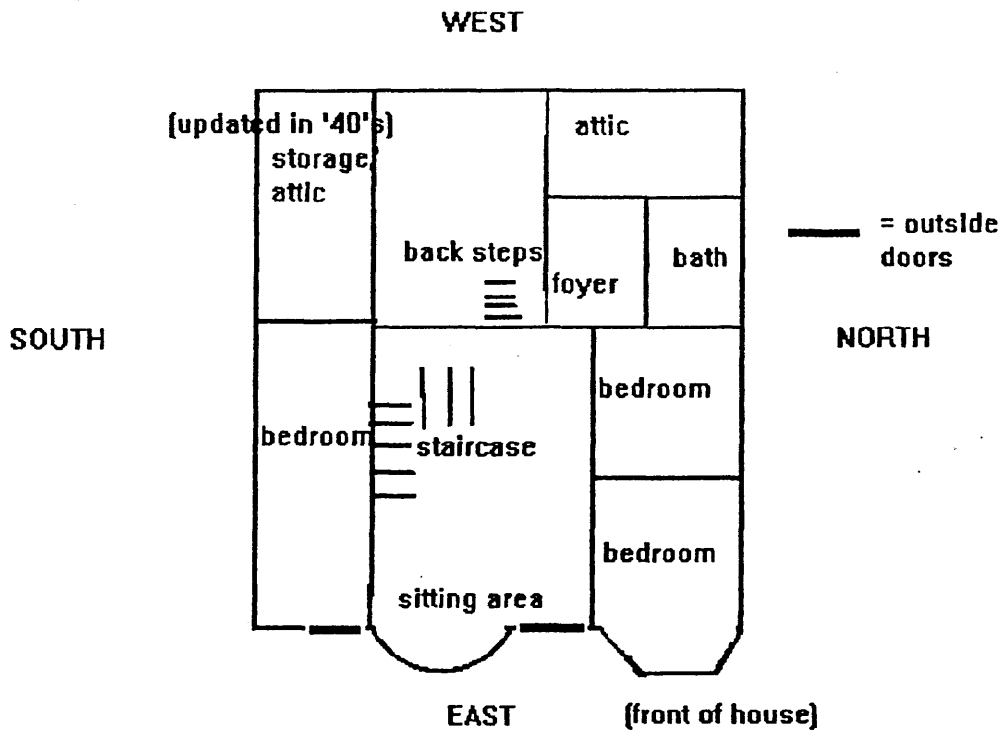 WEST
(updated in '40's)
storage,
attic
attic
= outside
doors
back steps
foyer
bath
SOUTH
NORTH
bedroom
bedroom
staircase
bedroom
sitting area
EAST
(front of house)